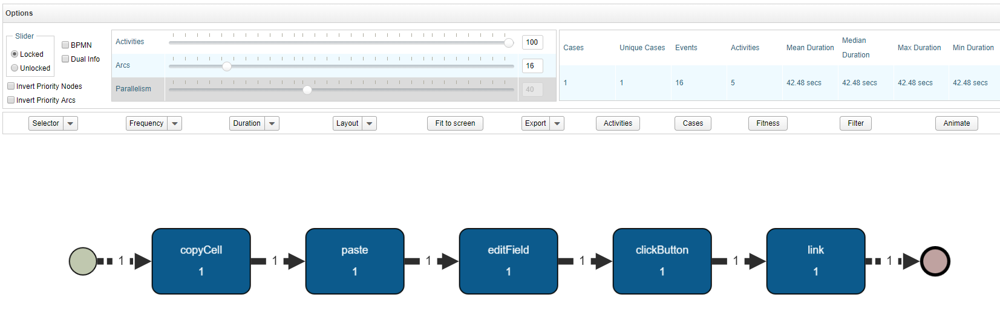 Options
Slider
Locked
Unlocked
BPMN
Dual Info
Invert Priority Nodes
Invert Priority Arcs
Activities 100
Arcs 16
Parallelism 40
Cases Unique Cases Events Activities Mean Duration Median Duration Max Duration Min Duration
1 1 16 5 42.48 secs 42.48 secs 42.48 secs 42.48 secs
Selector Frequency Duration Layout Fit to screen Export Activities Cases Fitness Filter Animate
copyCell paste editField clickButton link
1 1 1 1 1 1
1 1 1 1 1